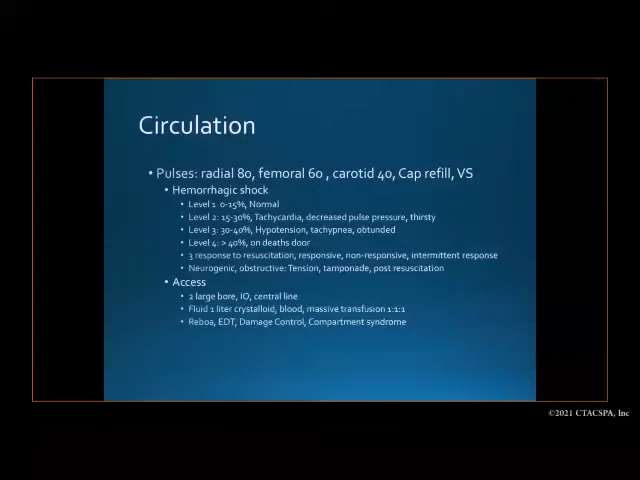 Circulation
• Pulses: radial 80, femoral 60 , carotid 40, Cap refill, VS
• Hemorrhagic shock
• Level 1 0-15%, Normal
• Level 2: 15-30%, Tachycardia, decreased pulse pressure, thirsty
• Level 3: 30-40%, Hypotension, tachypnea, obtunded
• Level 4: > 40%, on deaths door
• 3 response to resuscitation, responsive, non-responsive, intermittent response
• Neurogenic, obstructive: Tension, tamponade, post resuscitation
• Access
• 2 large bore, IO, central line
• Fluid 1 liter crystalloid, blood, massive transfusion 1:1:1
• Reboa, EDT, Damage Control, Compartment syndrome
©2021 CTACSPA, Inc